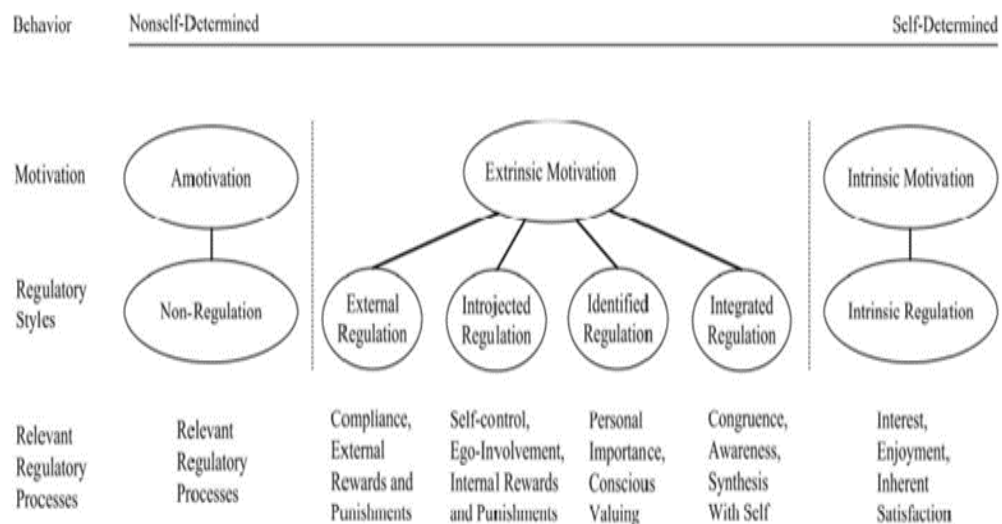 Behavior Nonself-Determined Self-Determined
Motivation Amotivation Extrinsic Motivation Intrinsic Motivation
Regulatory
Styles
Non-Regulation
External
Regulation
Introjected
Regulation
Identified
Regulation
Integrated
Regulation
Intrinsic Regulation
Relevant
Regulatory
Processes
Relevant
Regulatory
Processes
Compliance,
External
Rewards and
Punishments
Self-control,
Ego-Involvement,
Internal Rewards
and Punishments
Personal
Importance,
Conscious
Valuing
Congruence,
Awareness,
Synthesis
With Self
Interest,
Enjoyment,
Inherent
Satisfaction